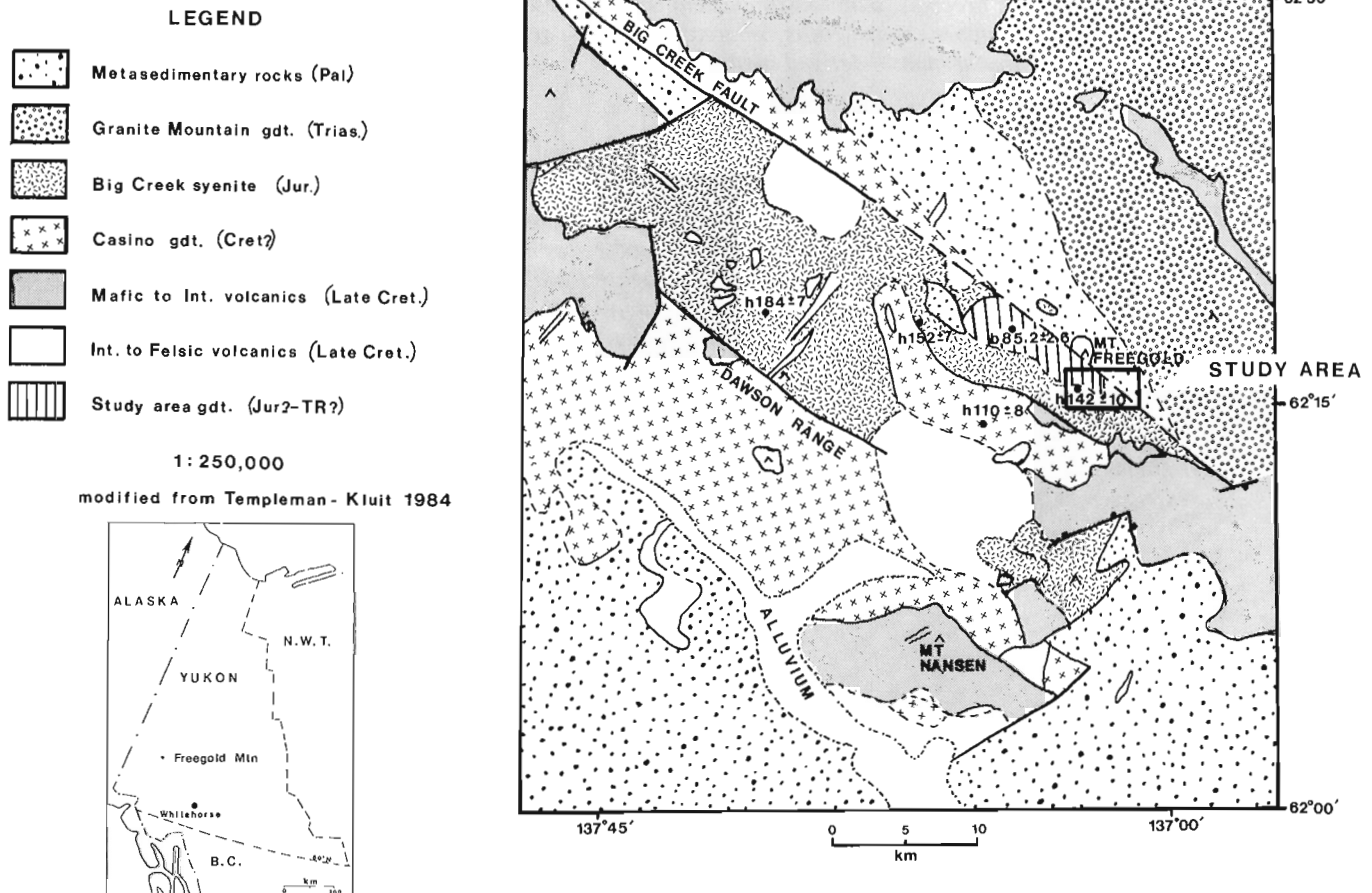 LEGEND
Metasedimentary rocks (Pal)
Granite Mountain gdt. (Trias.)
Big Creek syenite (Jur.)
Casino gdt. (Cret?)
Mafic to Int. volcanics (Late Cret.)
Int. to Felsic volcanics (Late Cret.)
Study area gdt. (Jur?-TR?)
1:250,000
modified from Templeman-Kluit 1984
ALASKA
N.W.T.
YUKON
Freegold Mtn
Whitehorse
B.C.
60°N
km
0
BIG CREEK FAULT
h184±7
h152±7
b85.2±2.6
MT.
FREEGOLD
STUDY AREA
h142±10
62°15'
h110±8
DAWSON RANGE
ALLUVIUM
MT
NANSEN
62°00'
137°45'
137°00'
0 5 10
km